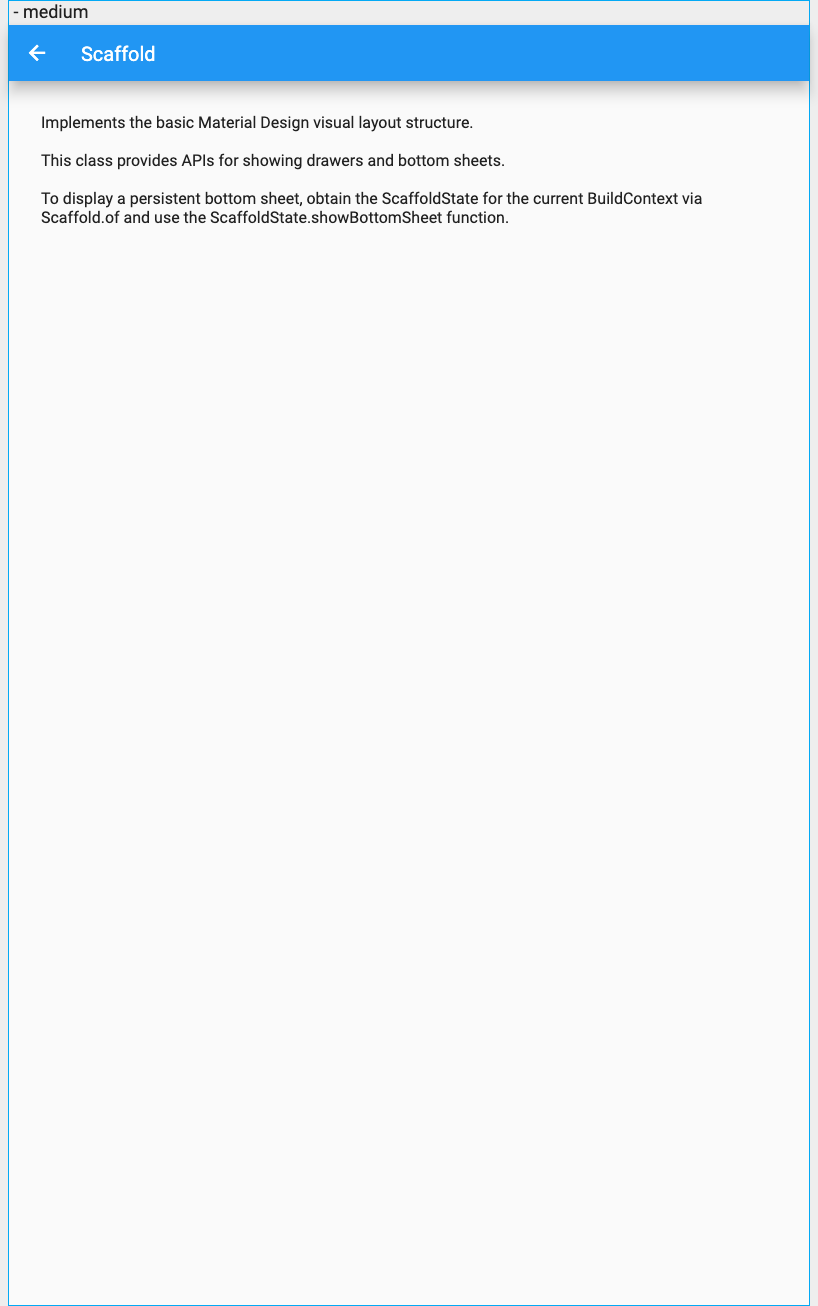 - medium
Scaffold
Implements the basic Material Design visual layout structure.
This class provides APIs for showing drawers and bottom sheets.
To display a persistent bottom sheet, obtain the ScaffoldState for the current BuildContext via
Scaffold.of and use the ScaffoldState.showBottomSheet function.